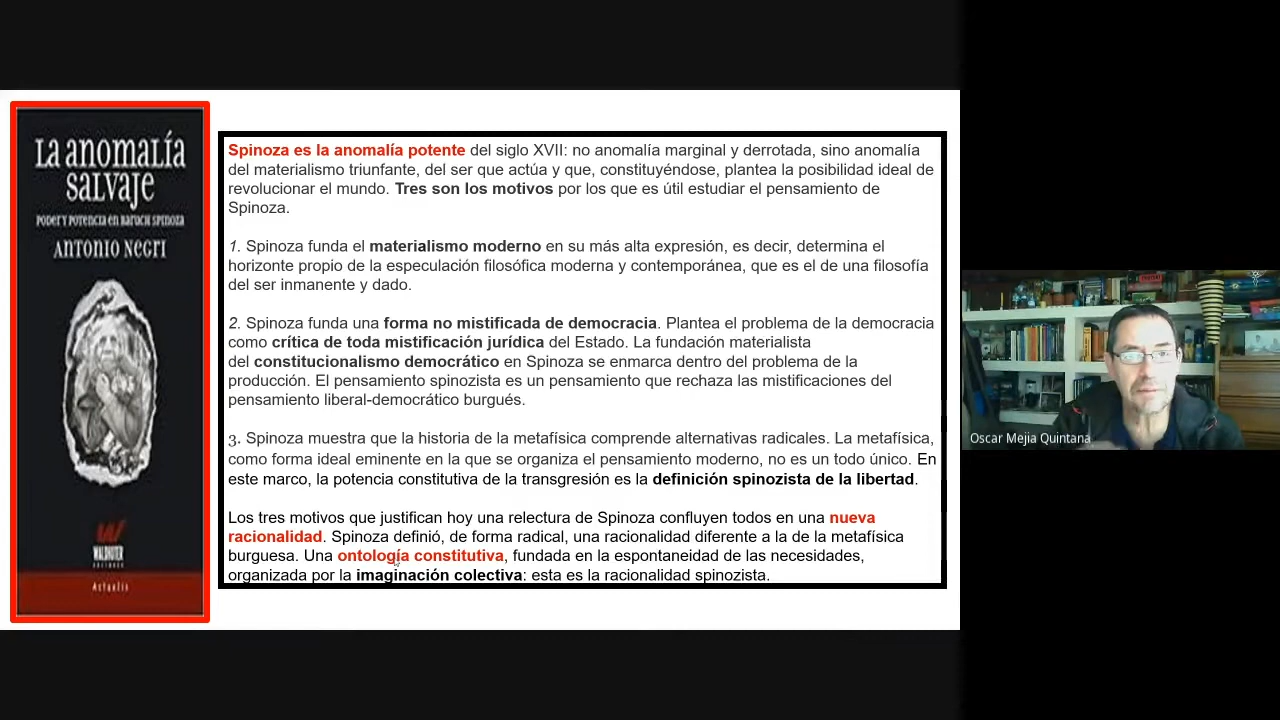 La anomaLía
saLvaje
Poder y Potencia en Baruch Spinoza
Antonio Negri
WALDHUTER
EDITORES
Actualis
Spinoza es la anomalía potente del siglo XVII: no anomalía marginal y derrotada, sino anomalía
del materialismo triunfante, del ser que actúa y que, constituyéndose, plantea la posibilidad ideal de
revolucionar el mundo. Tres son los motivos por los que es útil estudiar el pensamiento de
Spinoza.
1. Spinoza funda el materialismo moderno en su más alta expresión, es decir, determina el
horizonte propio de la especulación filosófica moderna y contemporánea, que es el de una filosofía
del ser inmanente y dado.
2. Spinoza funda una forma no mistificada de democracia. Plantea el problema de la democracia
como crítica de toda mistificación jurídica del Estado. La fundación materialista
del constitucionalismo democrático en Spinoza se enmarca dentro del problema de la
producción. El pensamiento spinozista es un pensamiento que rechaza las mistificaciones del
pensamiento liberal-democrático burgués.
3. Spinoza muestra que la historia de la metafísica comprende alternativas radicales. La metafísica,
como forma ideal eminente en la que se organiza el pensamiento moderno, no es un todo único. En
este marco, la potencia constitutiva de la transgresión es la definición spinozista de la libertad.
Los tres motivos que justifican hoy una relectura de Spinoza confluyen todos en una nueva
racionalidad. Spinoza definió, de forma radical, una racionalidad diferente a la de la metafísica
burguesa. Una ontología constitutiva, fundada en la espontaneidad de las necesidades,
organizada por la imaginación colectiva: esta es la racionalidad spinozista.
Oscar Mejia Quintana